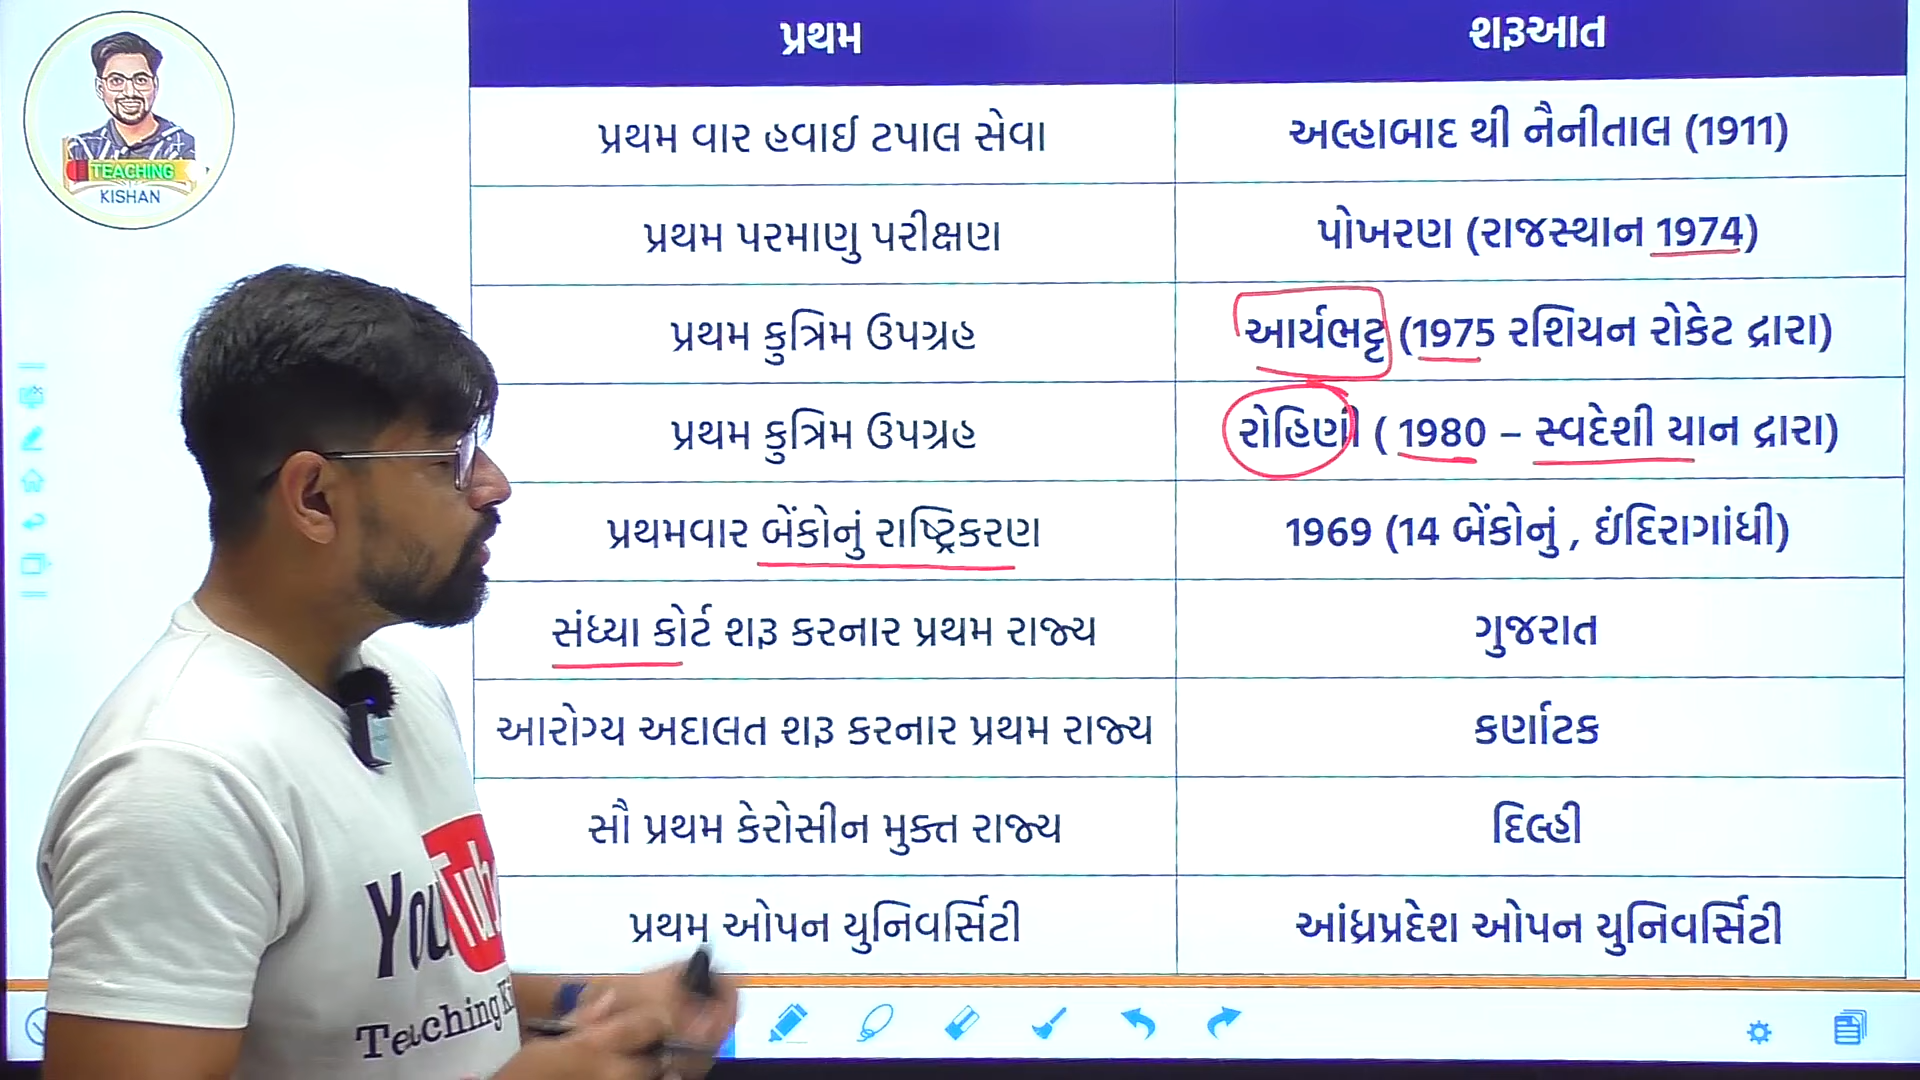 TEACHING
KISHAN
પ્રથમ શરૂઆત
પ્રથમ વાર હવાઈ ટપાલ સેવા અલ્હાબાદ થી નૈનીતાલ (1911)
પ્રથમ પરમાણુ પરીક્ષણ પોખરણ (રાજસ્થાન 1974)
પ્રથમ કુત્રિમ ઉપગ્રહ આર્યભટ્ટ (1975 રશિયન રોકેટ દ્રારા)
પ્રથમ કુત્રિમ ઉપગ્રહ રોહિણી ( 1980 – સ્વદેશી યાન દ્રારા)
પ્રથમવાર બેંકોનું રાષ્ટ્રિકરણ 1969 (14 બેંકોનું , ઇંદિરાગાંધી)
સંધ્યા કોર્ટ શરૂ કરનાર પ્રથમ રાજ્ય ગુજરાત
આરોગ્ય અદાલત શરૂ કરનાર પ્રથમ રાજ્ય કર્ણાટક
સૌ પ્રથમ કેરોસીન મુક્ત રાજ્ય દિલ્હી
પ્રથમ ઓપન યુનિવર્સિટી આંધ્રપ્રદેશ ઓપન યુનિવર્સિટી
YouTub
Teaching